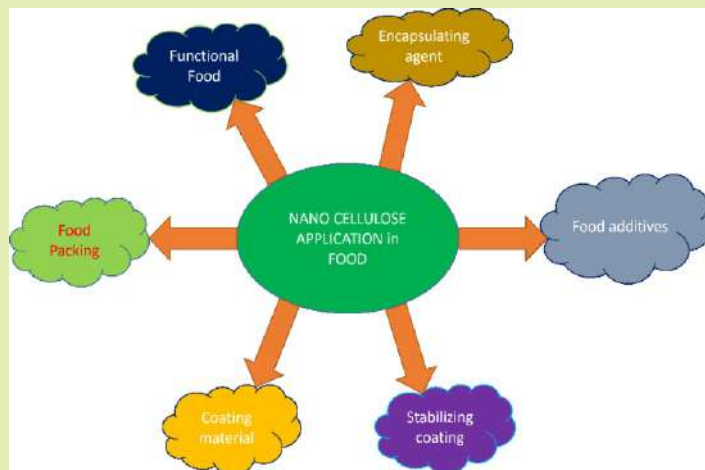 Functional
Food
Encapsulating
agent
NANO CELLULOSE
APPLICATION in
FOOD
Food
Packing
Food additives
Coating
material
Stabilizing
coating